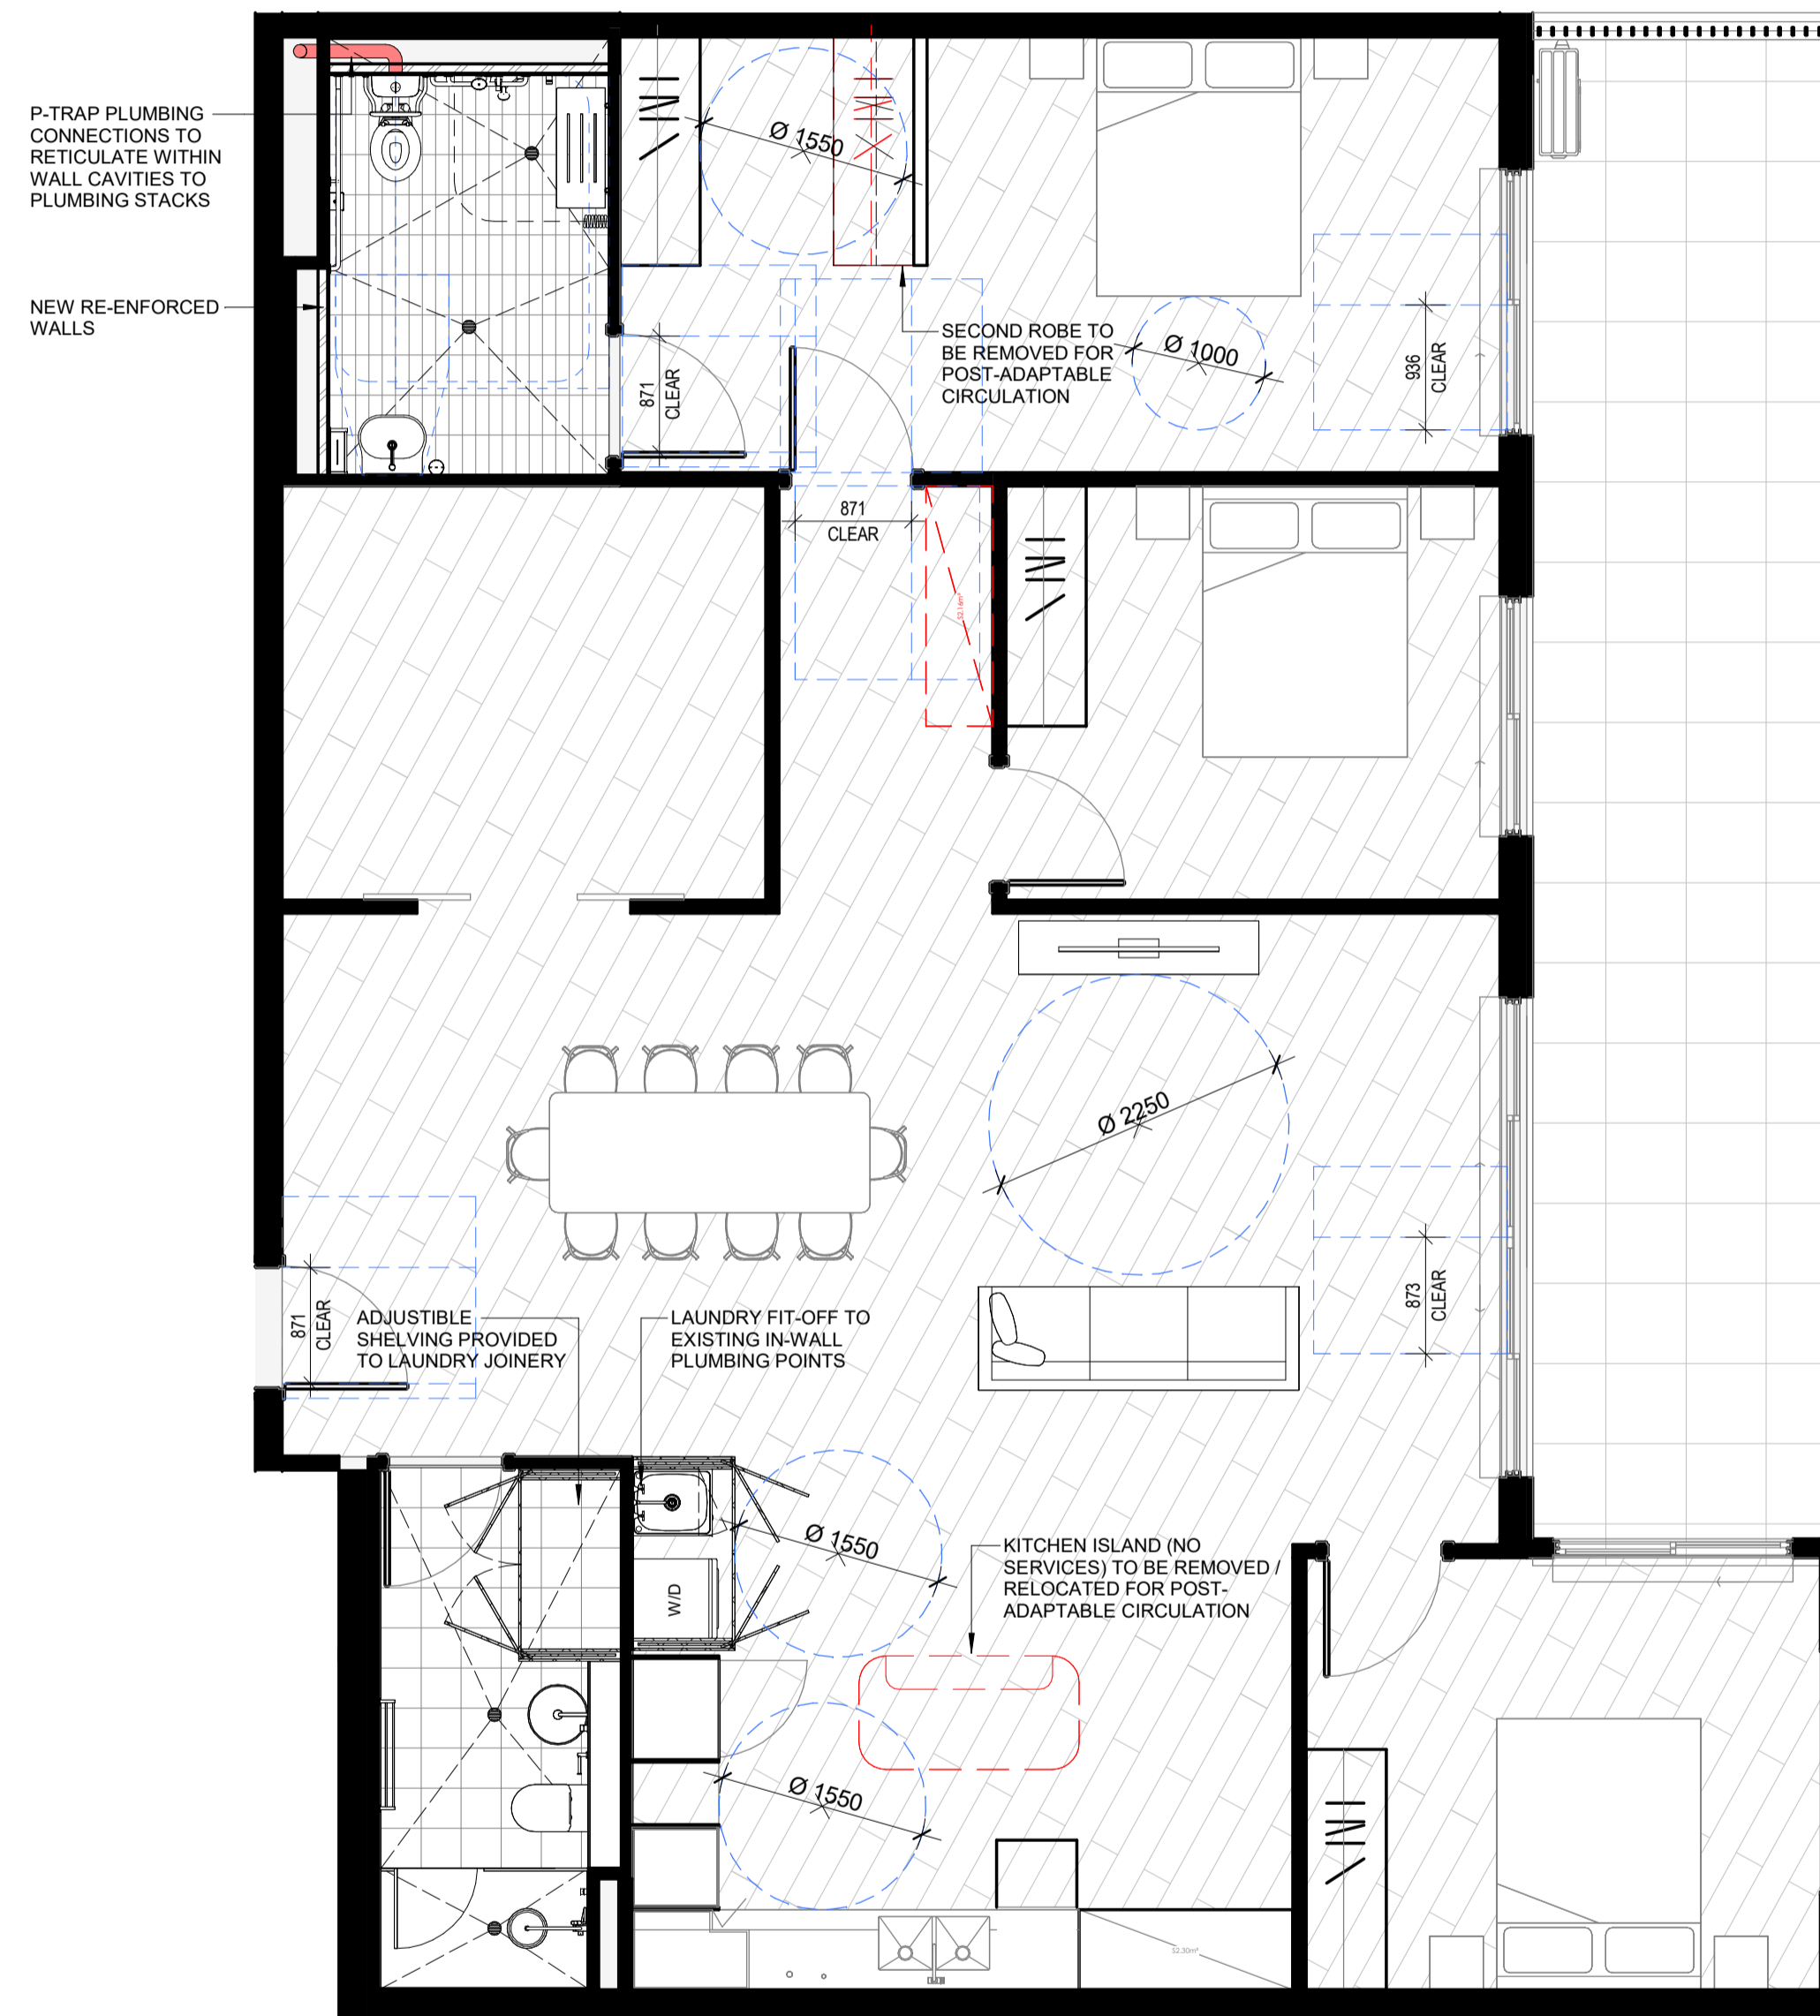 P-TRAP PLUMBING
CONNECTIONS TO
RETICULATE WITHIN
WALL CAVITIES TO
PLUMBING STACKS
Ø 1550
NEW RE-ENFORCED
WALLS
SECOND ROBE TO
BE REMOVED FOR
POST-ADAPTABLE
CIRCULATION
Ø 1000
936
CLEAR
871
CLEAR
871
CLEAR
Ø 2250
873
CLEAR
871
CLEAR
ADJUSTIBLE
SHELVING PROVIDED
TO LAUNDRY JOINERY
LAUNDRY FIT-OFF TO
EXISTING IN-WALL
PLUMBING POINTS
Ø 1550
W/D
KITCHEN ISLAND (NO
SERVICES) TO BE REMOVED /
RELOCATED FOR POST-
ADAPTABLE CIRCULATION
Ø 1550
S2.30m³